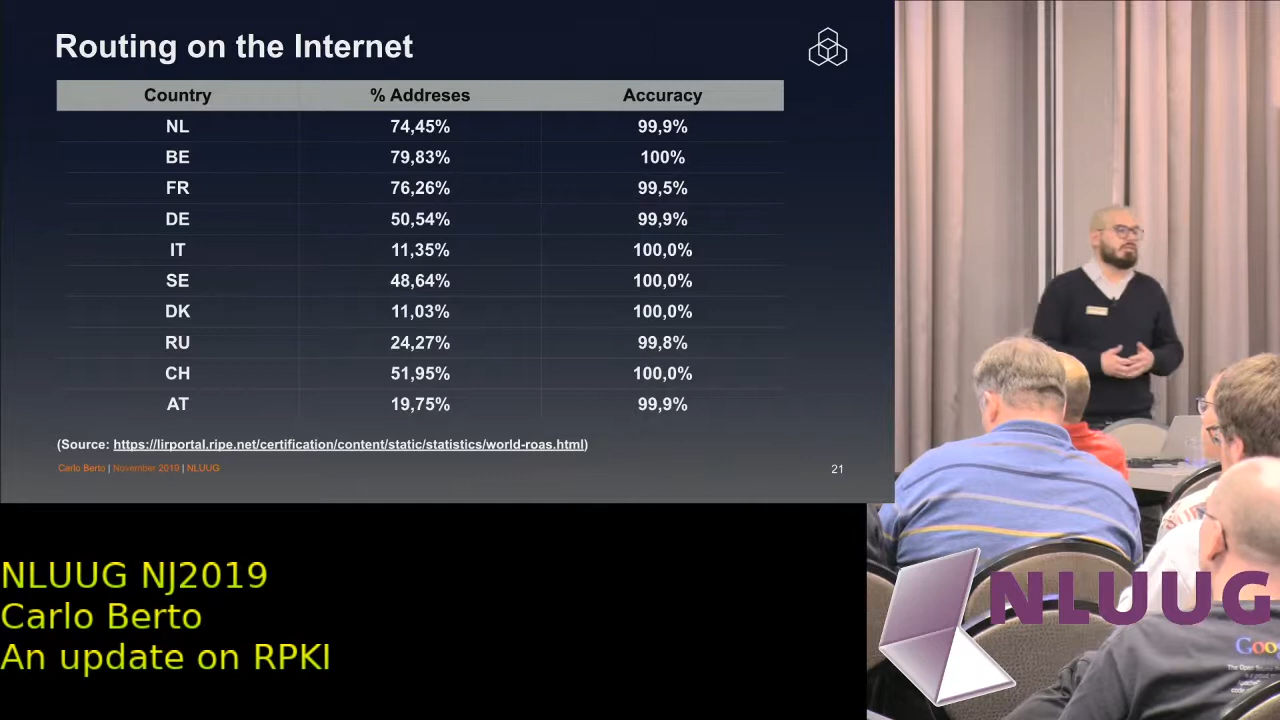 Routing on the Internet
Country % Addreses Accuracy
NL 74,45% 99,9%
BE 79,83% 100%
FR 76,26% 99,5%
DE 50,54% 99,9%
IT 11,35% 100,0%
SE 48,64% 100,0%
DK 11,03% 100,0%
RU 24,27% 99,8%
CH 51,95% 100,0%
AT 19,75% 99,9%
(Source: https://lirportal.ripe.net/certification/content/static/statistics/world-roas.html)
Carlo Berto | November 2019 | NLUUG
21
NLUUG NJ2019
Carlo Berto
An update on RPKI
NLUUG
Goo